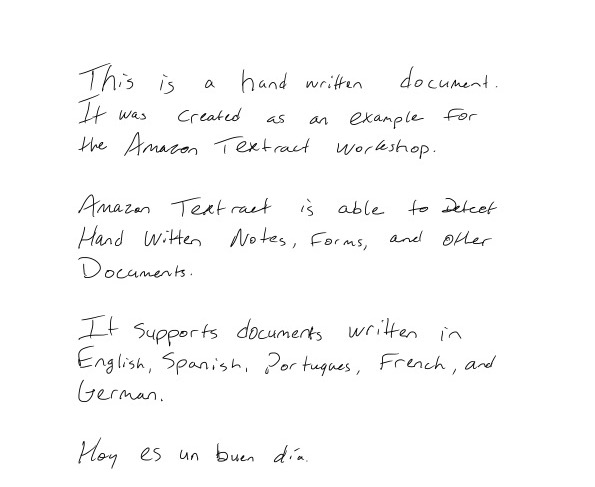 This is a hand written document.
It was created as an example for
the Amazon Textract workshop.
Amazon Textract is able to Detect
Hand Written Notes, Forms, and other
Documents.
It supports documents written in
English, Spanish, Portugues, French, and
German.
Hoy es un buen día.